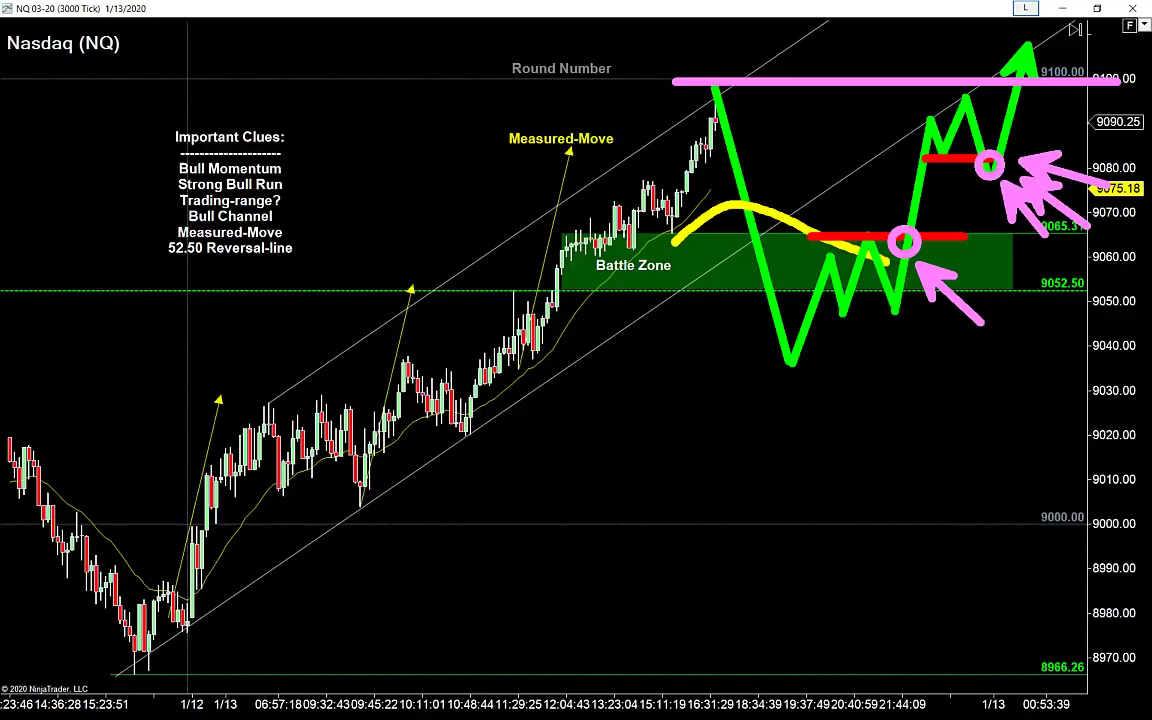 NQ 03-20 (3000 Tick) 1/13/2020
L
F
Nasdaq (NQ)
Round Number
9100.00
9090.25
Important Clues:
--------------------
Bull Momentum
Strong Bull Run
Trading-range?
Bull Channel
Measured-Move
52.50 Reversal-line
Measured-Move
9080.00
9075.18
9070.00
9060.00
Battle Zone
9052.50
9050.00
9040.00
9030.00
9020.00
9010.00
9000.00
9000.00
8990.00
8980.00
8970.00
8966.26
© 2020 NinjaTrader, LLC
:23:46 14:36:28 15:23:51 1/12 1/13 06:57:18 09:32:43 09:45:22 10:11:01 10:48:44 11:29:25 12:04:43 13:23:04 15:11:19 16:31:29 18:34:39 19:37:49 20:40:59 21:44:09 1/13 00:53:39